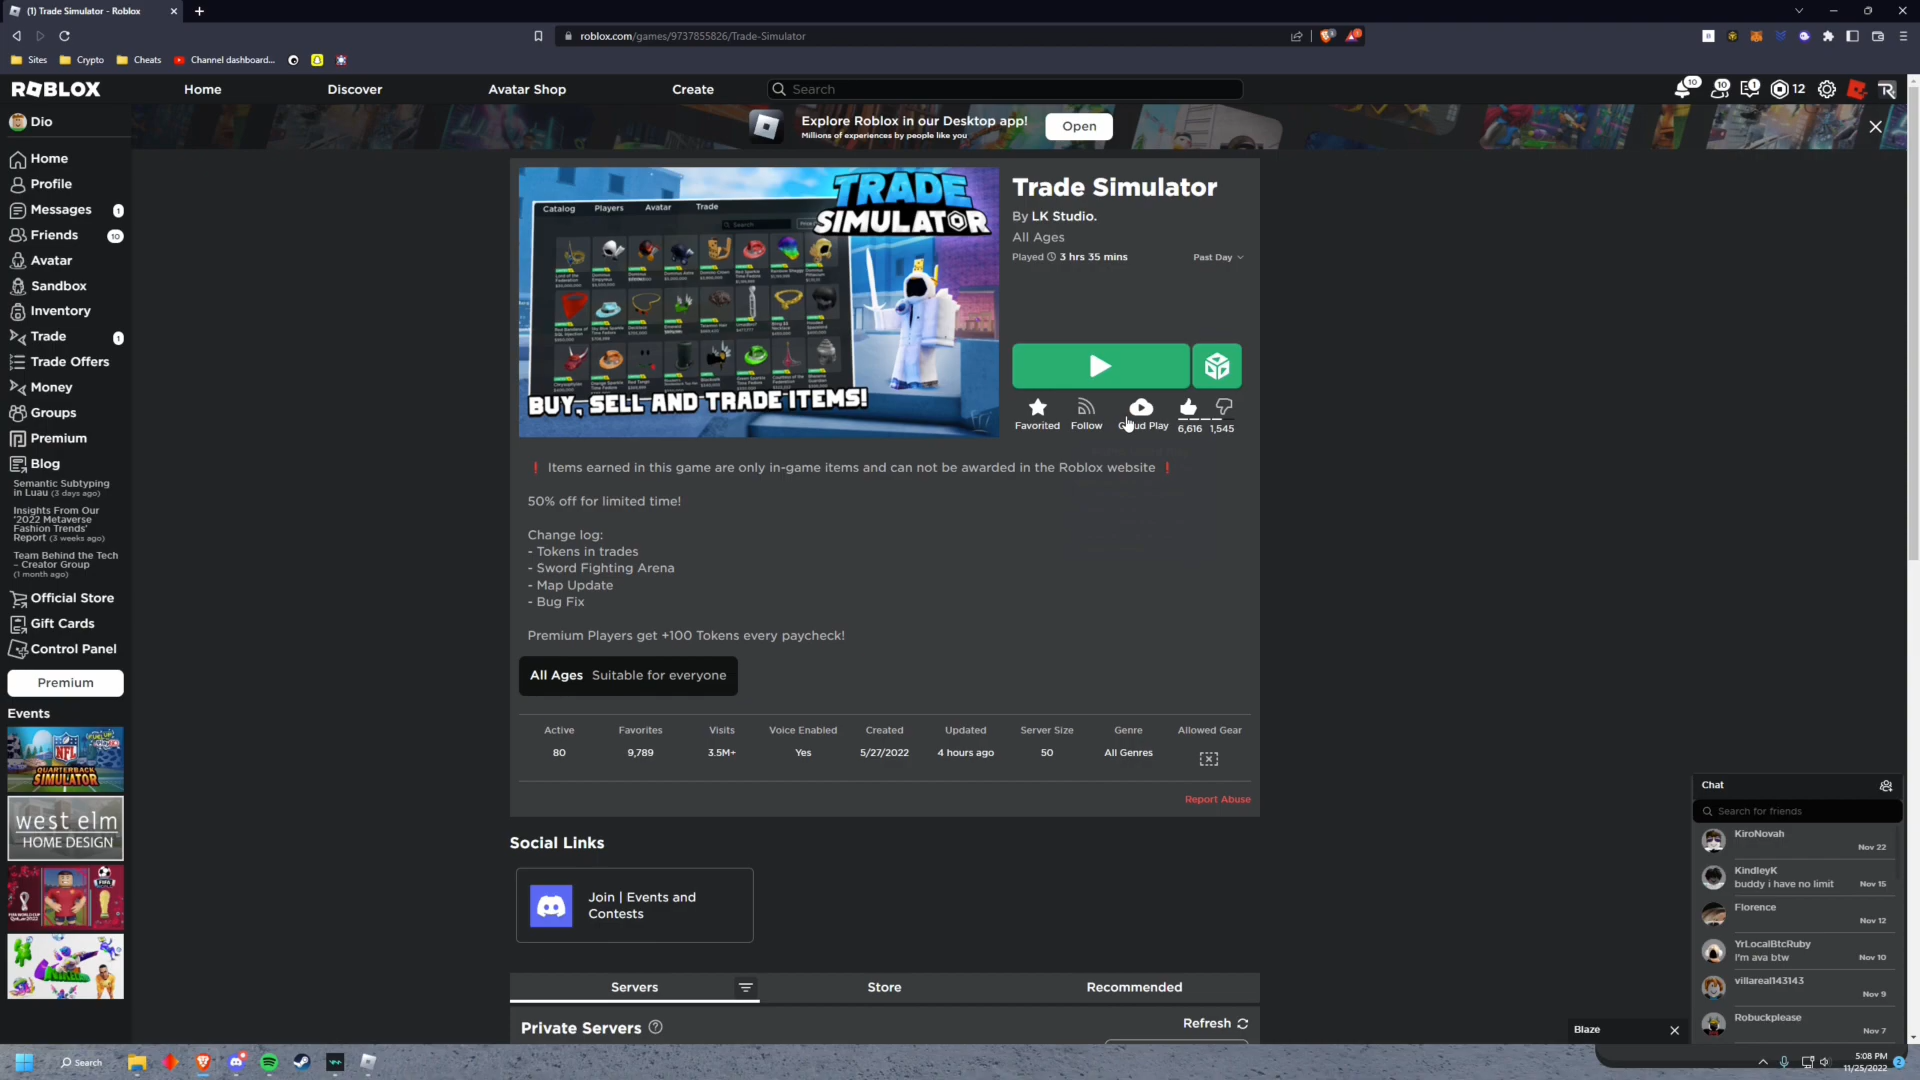 (1) Trade Simulator - Roblox
roblox.com/games/9737855826/Trade-Simulator
Sites
Crypto
Cheats
Channel dashboard...
ROBLOX
Home
Discover
Avatar Shop
Create
Search
10
10
1
12
Dio
Explore Roblox in our Desktop app!
Millions of experiences by people like you
Open
Home
Profile
Messages 1
Friends 10
Avatar
Sandbox
Inventory
Trade 1
Trade Offers
Money
Groups
Premium
Blog
Semantic Subtyping
in Luau (3 days ago)
Insights From Our
'2022 Metaverse
Fashion Trends'
Report (3 weeks ago)
Team Behind the Tech
– Creator Group
(1 month ago)
Official Store
Gift Cards
Control Panel
Premium
Events
NFL
QUARTERBACK
SIMULATOR
west elm
HOME DESIGN
Catalog
Players
Avatar
Trade
Search
TRADE
SIMULATOR
BUY, SELL AND TRADE ITEMS!
Trade Simulator
By LK Studio.
All Ages
Played 3 hrs 35 mins
Past Day
Favorited
Follow
Cloud Play
6,616
1,545
❗ Items earned in this game are only in-game items and can not be awarded in the Roblox website ❗
50% off for limited time!
Change log:
- Tokens in trades
- Sword Fighting Arena
- Map Update
- Bug Fix
Premium Players get +100 Tokens every paycheck!
All Ages Suitable for everyone
Active
Favorites
Visits
Voice Enabled
Created
Updated
Server Size
Genre
Allowed Gear
80
9,789
3.5M+
Yes
5/27/2022
4 hours ago
50
All Genres
Report Abuse
Social Links
Join | Events and
Contests
Servers
Store
Recommended
Private Servers
Refresh
Chat
Search for friends
KiroNovah
Nov 22
KindleyK
buddy i have no limit
Nov 15
Florence
Nov 12
YrLocalBtcRuby
I'm ava btw
Nov 10
villareal143143
Nov 9
Robuckplease
Nov 7
Blaze
Search
5:08 PM
11/25/2022
2